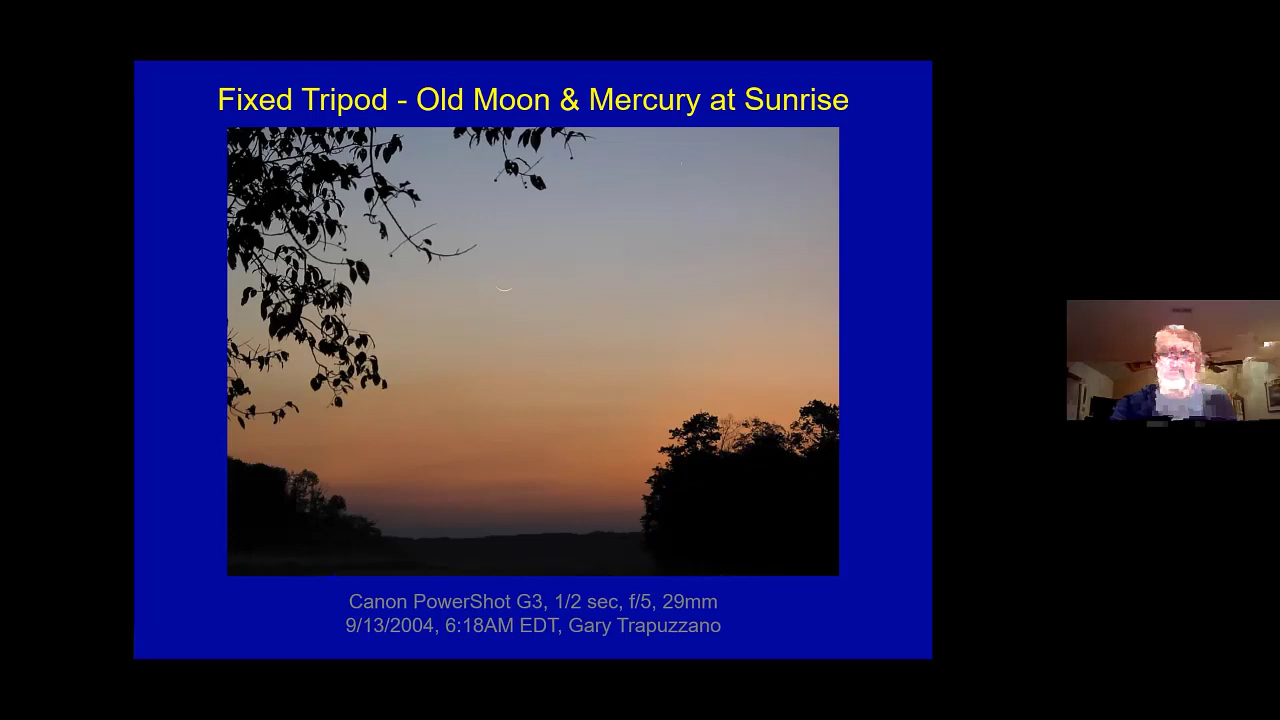 Fixed Tripod - Old Moon & Mercury at Sunrise
Canon PowerShot G3, 1/2 sec, f/5, 29mm
9/13/2004, 6:18AM EDT, Gary Trapuzzano